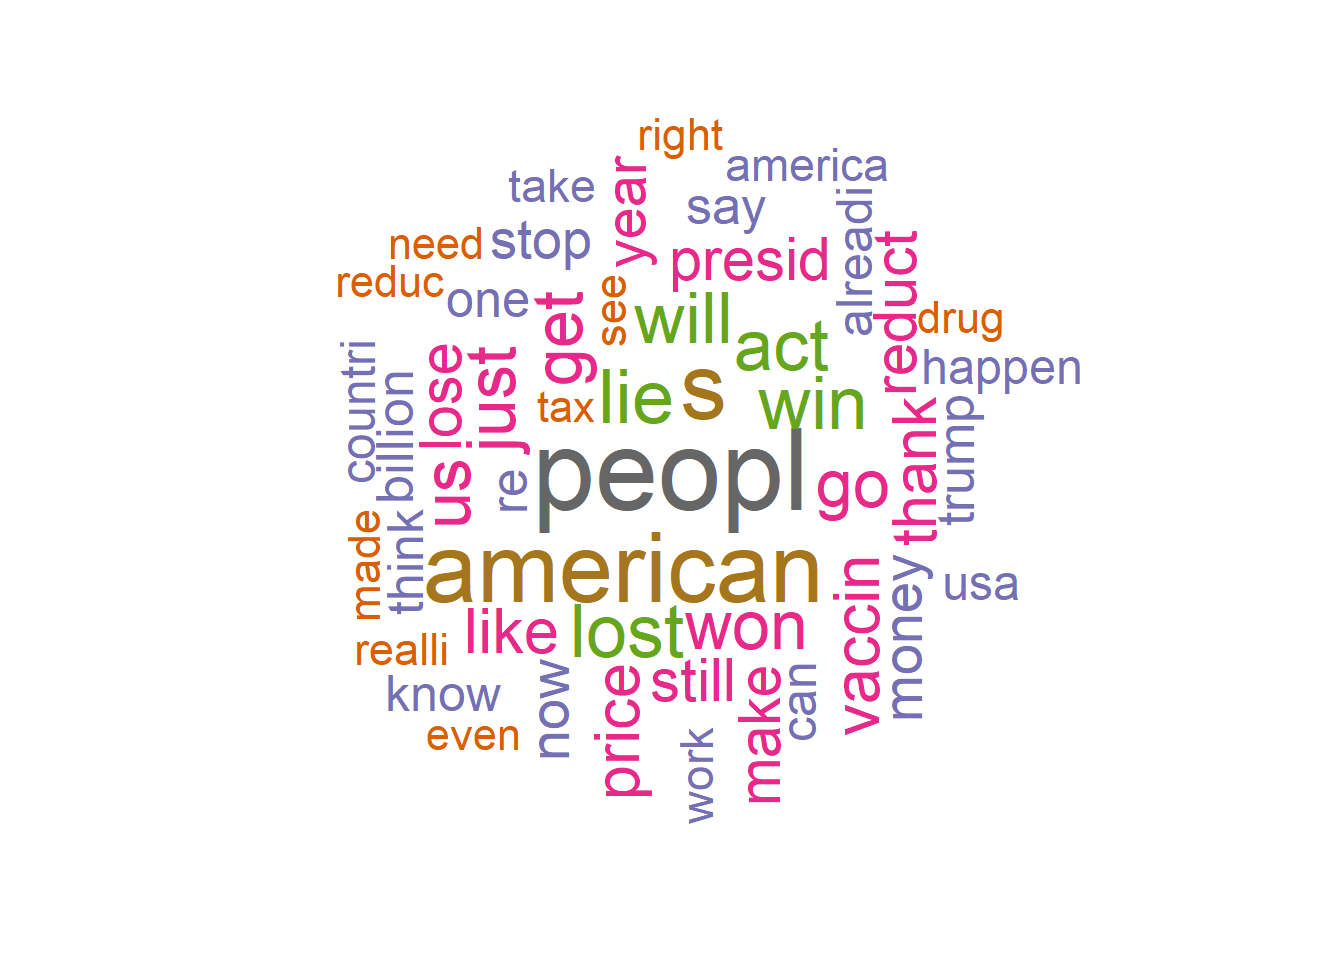 right
america
take
year
say
alreadi
need
stop
presid
reduct
reduc
one
get
see
will
act
drug
countri
billion
lose
just
tax
lie
s
win
happen
us
re
peopl
go
thank
trump
made
think
american
vaccin
money
usa
realli
like
lost
won
know
now
price
still
make
can
even
work